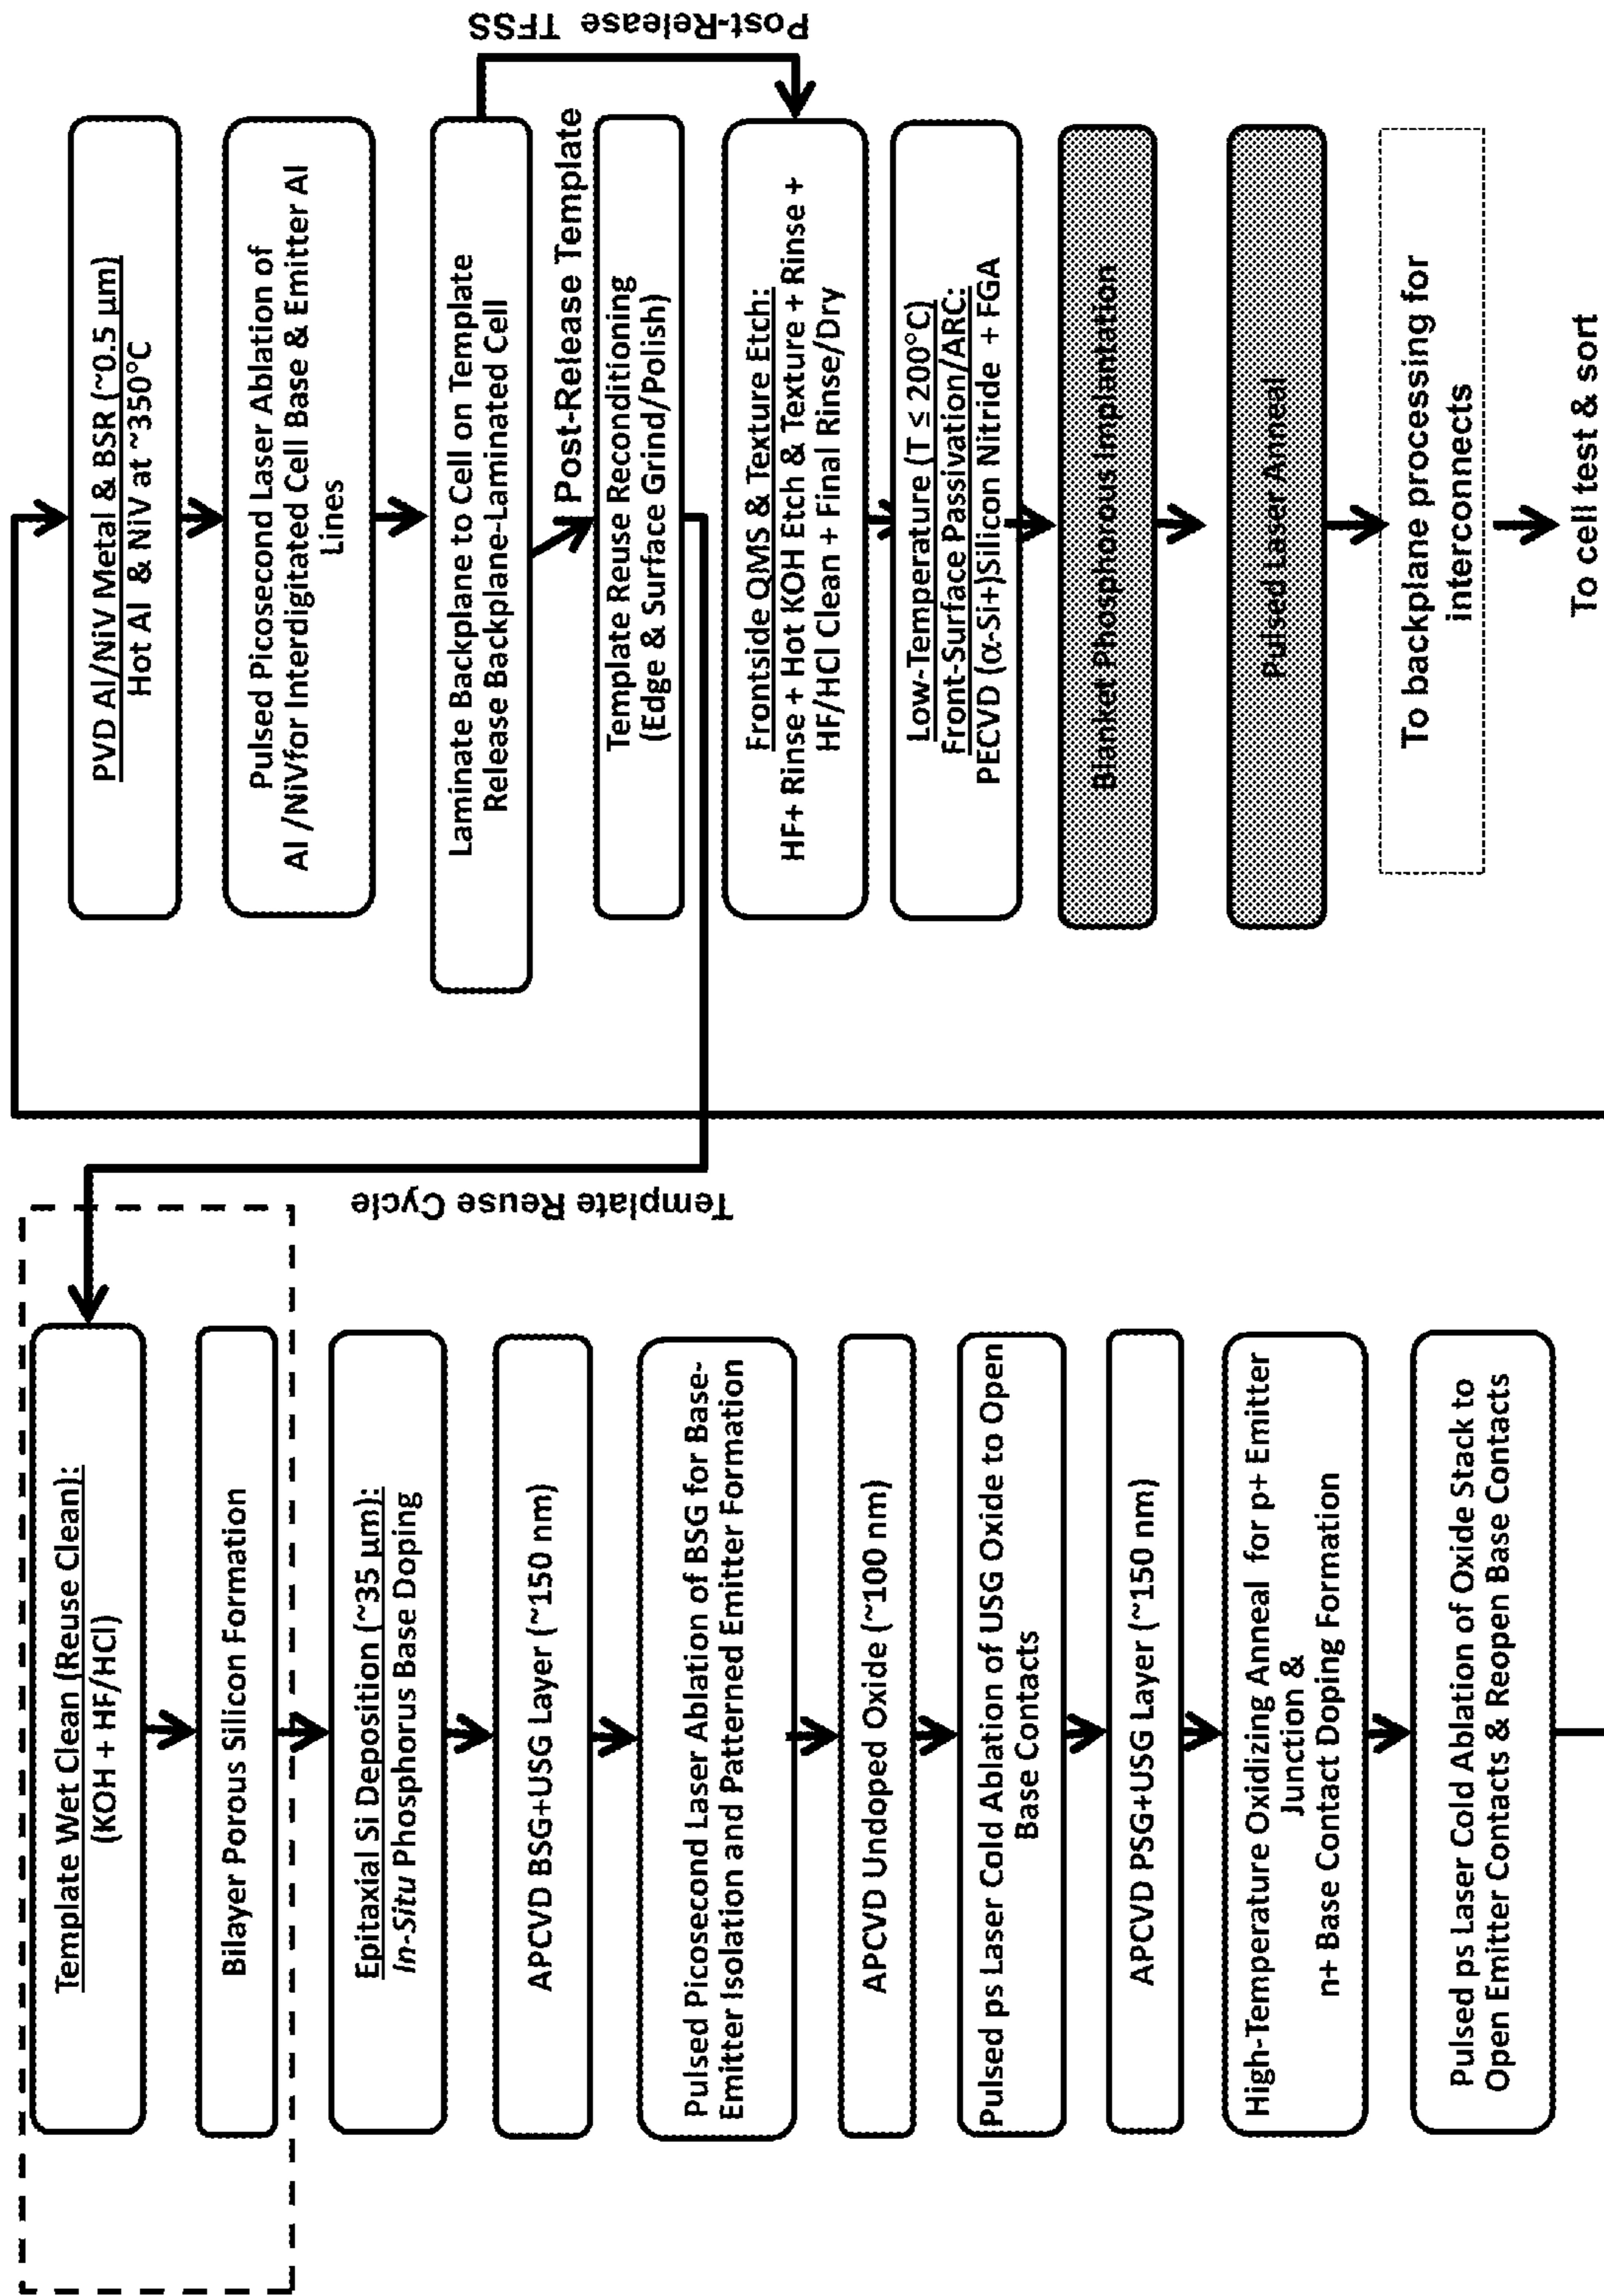 Template Wet Clean (Reuse Clean):
(KOH + HF/HCl)
Bilayer Porous Silicon Formation
Epitaxial Si Deposition (~35 μm):
In-Situ Phosphorus Base Doping
APCVD BSG+USG Layer (~150 nm)
Pulsed Picosecond Laser Ablation of BSG for Base-
Emitter Isolation and Patterned Emitter Formation
APCVD Undoped Oxide (~100 nm)
Pulsed ps Laser Cold Ablation of USG Oxide to Open
Base Contacts
APCVD PSG+USG Layer (~150 nm)
High-Temperature Oxidizing Anneal for p+ Emitter
Junction &
n+ Base Contact Doping Formation
Pulsed ps Laser Cold Ablation of Oxide Stack to
Open Emitter Contacts & Reopen Base Contacts
Template Reuse Cycle
PVD Al/NiV Metal & BSR (~0.5 μm)
Hot Al & NiV at ~350°C
Pulsed Picosecond Laser Ablation of
Al /NiVfor Interdigitated Cell Base & Emitter Al
Lines
Laminate Backplane to Cell on Template
Release Backplane-Laminated Cell
Post-Release Template
Post-Release TFSS
Template Reuse Reconditioning
(Edge & Surface Grind/Polish)
Frontside QMS & Texture Etch:
HF+ Rinse + Hot KOH Etch & Texture + Rinse +
HF/HCl Clean + Final Rinse/Dry
Low-Temperature (T ≤ 200°C)
Front-Surface Passivation/ARC:
PECVD (α-Si+)Silicon Nitride + FGA
Blanket Phosphorous Implantation
Pulsed Laser Anneal
To backplane processing for
interconnects
To cell test & sort